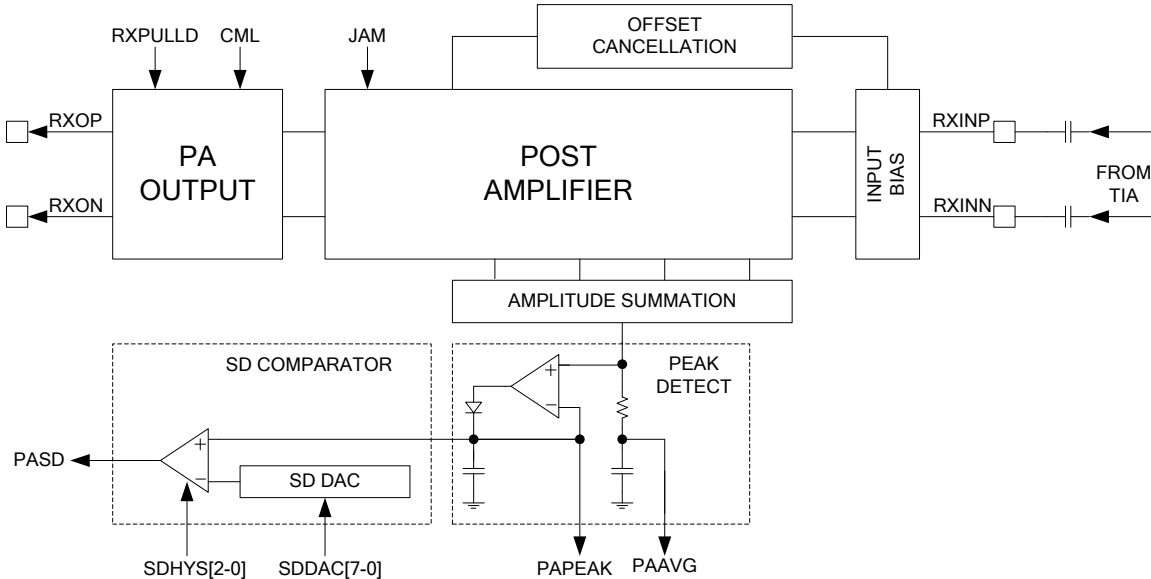 OFFSET
CANCELLATION
RXPULLD
CML
JAM
RXOP
RXON
PA
OUTPUT
POST
AMPLIFIER
INPUT
BIAS
RXINP
RXINN
FROM
TIA
AMPLITUDE SUMMATION
SD COMPARATOR
PEAK
DETECT
+
−
+
−
PASD
SD DAC
SDHYS[2-0]
SDDAC[7-0]
PAPEAK
PAAVG